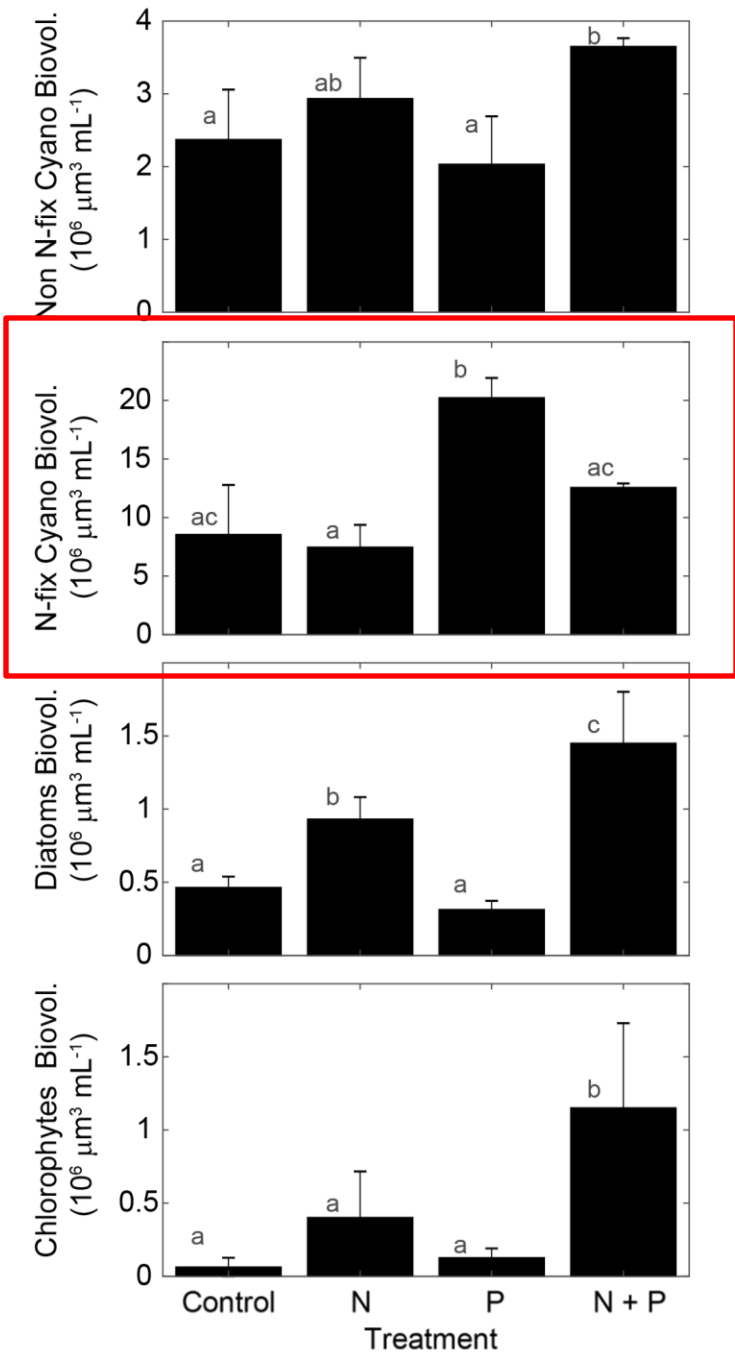 Non N-fix Cyano Biovol.
(10⁶ μm³ mL⁻¹)
4
3
2
1
0
a
ab
a
b
N-fix Cyano Biovol.
(10⁶ μm³ mL⁻¹)
20
15
10
5
0
ac
a
b
ac
Diatoms Biovol.
(10⁶ μm³ mL⁻¹)
1.5
1
0.5
0
a
b
a
c
Chlorophytes Biovol.
(10⁶ μm³ mL⁻¹)
1.5
1
0.5
0
a
a
a
b
Control N P N + P
Treatment